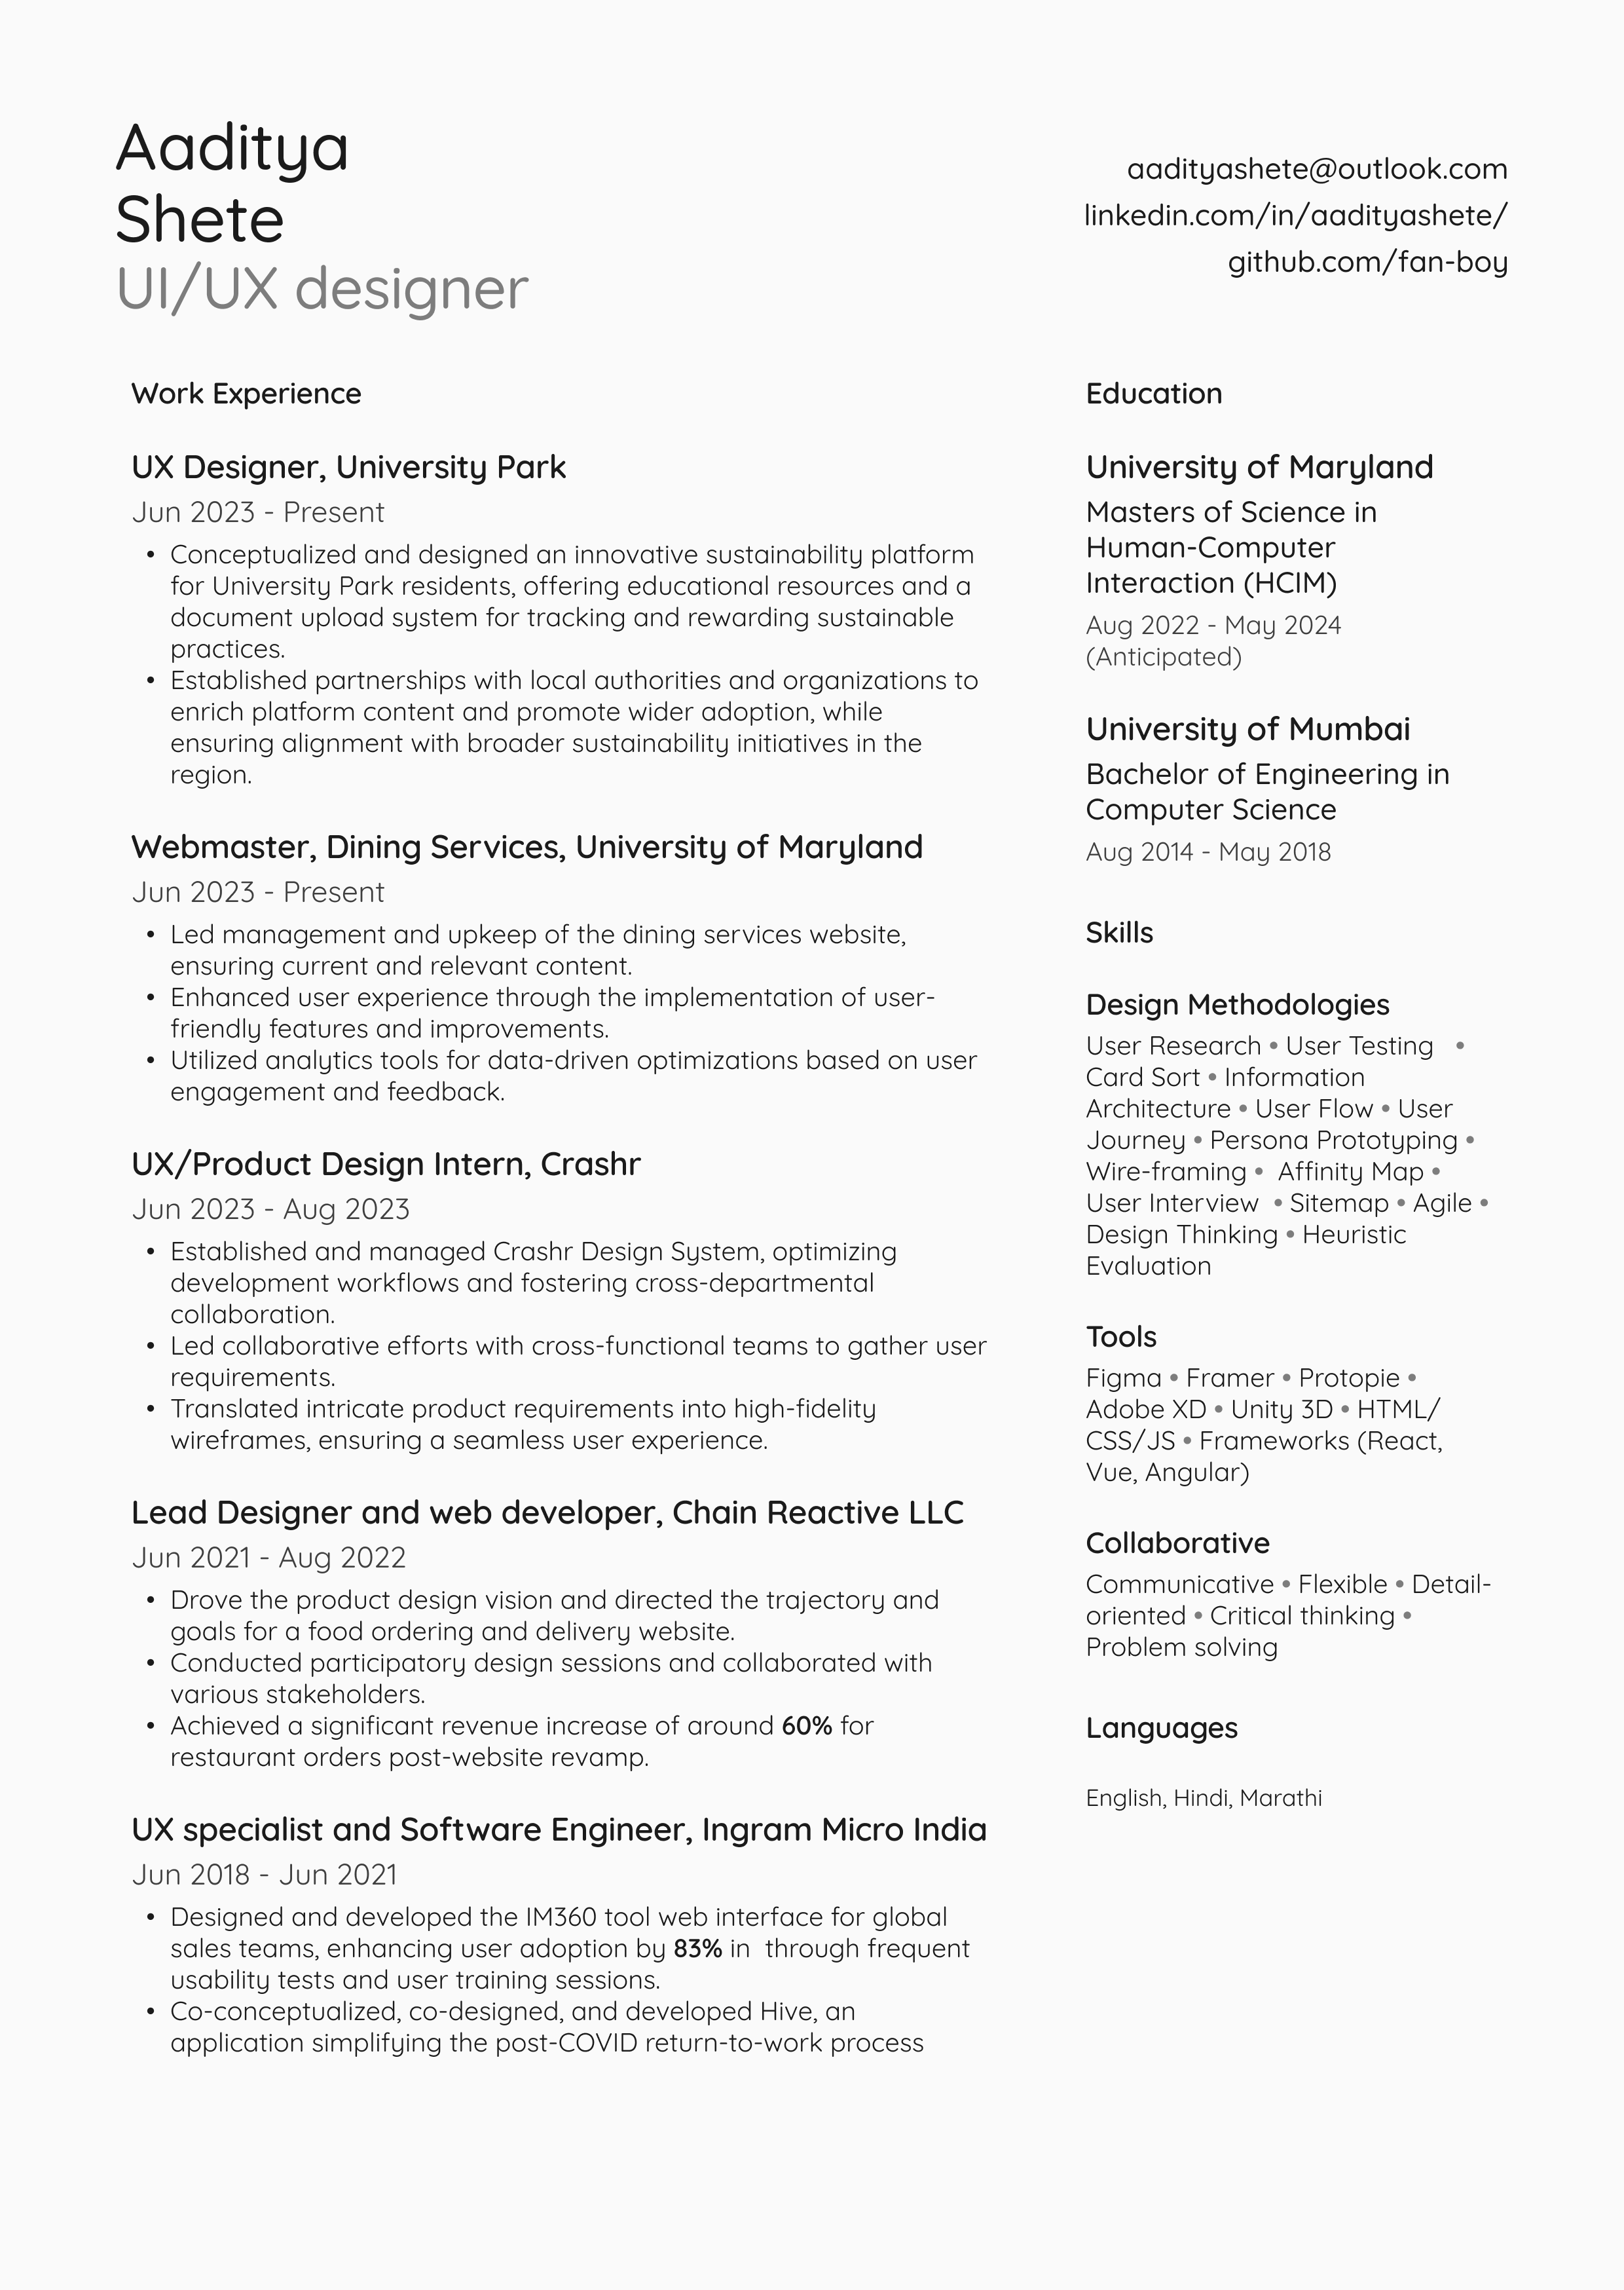 Aaditya
Shete
UI/UX designer
aadityashete@outlook.com
linkedin.com/in/aadityashete/
github.com/fan-boy
Work Experience
UX Designer, University Park
Jun 2023 - Present
• Conceptualized and designed an innovative sustainability platform
for University Park residents, offering educational resources and a
document upload system for tracking and rewarding sustainable
practices.
• Established partnerships with local authorities and organizations to
enrich platform content and promote wider adoption, while
ensuring alignment with broader sustainability initiatives in the
region.
Webmaster, Dining Services, University of Maryland
Jun 2023 - Present
• Led management and upkeep of the dining services website,
ensuring current and relevant content.
• Enhanced user experience through the implementation of user-
friendly features and improvements.
• Utilized analytics tools for data-driven optimizations based on user
engagement and feedback.
UX/Product Design Intern, Crashr
Jun 2023 - Aug 2023
• Established and managed Crashr Design System, optimizing
development workflows and fostering cross-departmental
collaboration.
• Led collaborative efforts with cross-functional teams to gather user
requirements.
• Translated intricate product requirements into high-fidelity
wireframes, ensuring a seamless user experience.
Lead Designer and web developer, Chain Reactive LLC
Jun 2021 - Aug 2022
• Drove the product design vision and directed the trajectory and
goals for a food ordering and delivery website.
• Conducted participatory design sessions and collaborated with
various stakeholders.
• Achieved a significant revenue increase of around 60% for
restaurant orders post-website revamp.
UX specialist and Software Engineer, Ingram Micro India
Jun 2018 - Jun 2021
• Designed and developed the IM360 tool web interface for global
sales teams, enhancing user adoption by 83% in  through frequent
usability tests and user training sessions.
• Co-conceptualized, co-designed, and developed Hive, an
application simplifying the post-COVID return-to-work process
Education
University of Maryland
Masters of Science in
Human-Computer
Interaction (HCIM)
Aug 2022 - May 2024
(Anticipated)
University of Mumbai
Bachelor of Engineering in
Computer Science
Aug 2014 - May 2018
Skills
Design Methodologies
User Research • User Testing •
Card Sort • Information
Architecture • User Flow • User
Journey • Persona Prototyping •
Wire-framing • Affinity Map •
User Interview • Sitemap • Agile •
Design Thinking • Heuristic
Evaluation
Tools
Figma • Framer • Protopie •
Adobe XD • Unity 3D • HTML/
CSS/JS • Frameworks (React,
Vue, Angular)
Collaborative
Communicative • Flexible • Detail-
oriented • Critical thinking •
Problem solving
Languages
English, Hindi, Marathi